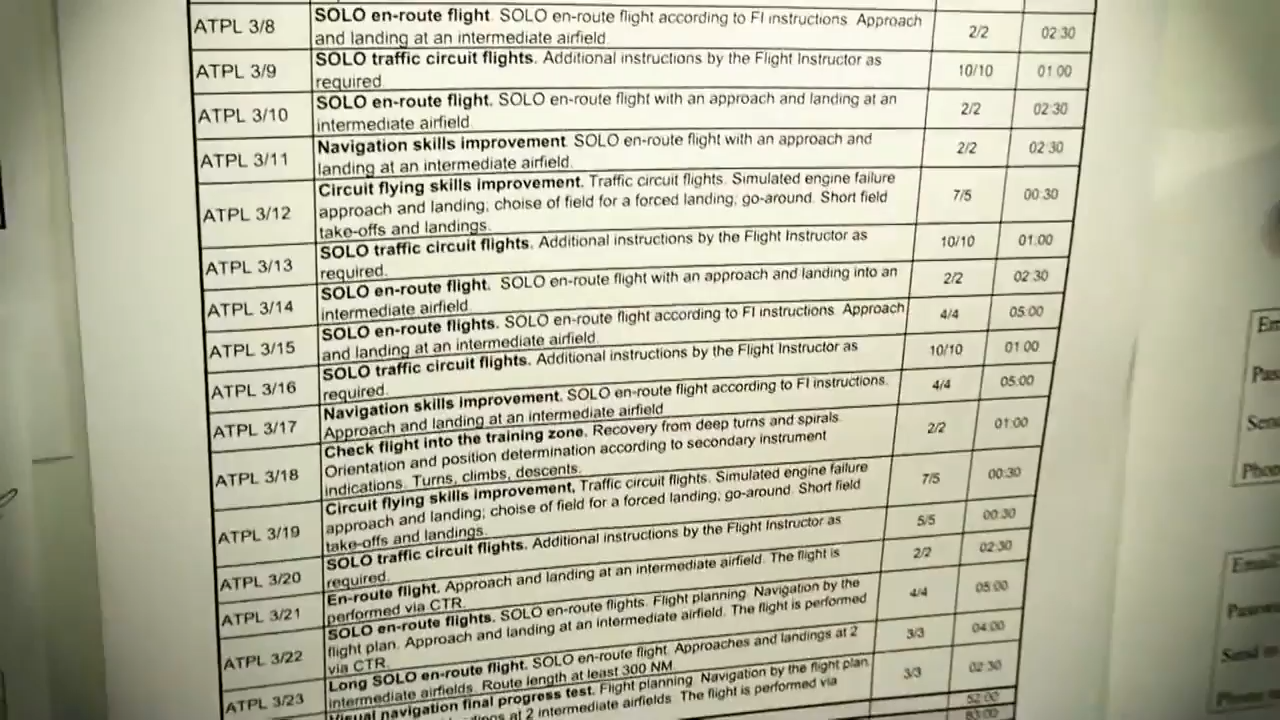 ATPL 3/8 SOLO en-route flight. SOLO en-route flight according to FI instructions. Approach 2/2 02:30
and landing at an intermediate airfield.
ATPL 3/9 SOLO traffic circuit flights. Additional instructions by the Flight Instructor as 10/10 01:00
required.
ATPL 3/10 SOLO en-route flight. SOLO en-route flight with an approach and landing at an 2/2 02:30
intermediate airfield.
ATPL 3/11 Navigation skills improvement. SOLO en-route flight with an approach and 2/2 02:30
landing at an intermediate airfield.
ATPL 3/12 Circuit flying skills improvement. Traffic circuit flights. Simulated engine failure 7/5 00:30
approach and landing; choise of field for a forced landing; go-around. Short field
take-offs and landings.
ATPL 3/13 SOLO traffic circuit flights. Additional instructions by the Flight Instructor as 10/10 01:00
required.
ATPL 3/14 SOLO en-route flight. SOLO en-route flight with an approach and landing into an 2/2 02:30
intermediate airfield.
ATPL 3/15 SOLO en-route flights. SOLO en-route flight according to FI instructions. Approach 4/4 05:00
and landing at an intermediate airfield.
ATPL 3/16 SOLO traffic circuit flights. Additional instructions by the Flight Instructor as 10/10 01:00
required.
ATPL 3/17 Navigation skills improvement. SOLO en-route flight according to FI instructions. 4/4 05:00
Approach and landing at an intermediate airfield
ATPL 3/18 Check flight into the training zone. Recovery from deep turns and spirals. 2/2 01:00
Orientation and position determination according to secondary instrument
indications. Turns, climbs, descents.
ATPL 3/19 Circuit flying skills improvement. Traffic circuit flights. Simulated engine failure 7/5 00:30
approach and landing; choise of field for a forced landing; go-around. Short field
take-offs and landings.
ATPL 3/20 SOLO traffic circuit flights. Additional instructions by the Flight Instructor as 5/5 00:30
required.
ATPL 3/21 En-route flight. Approach and landing at an intermediate airfield. The flight is 2/2 02:30
performed via CTR.
ATPL 3/22 SOLO en-route flights. SOLO en-route flights. Flight planning. Navigation by the 4/4 05:00
flight plan. Approach and landing at an intermediate airfield. The flight is performed
via CTR.
ATPL 3/23 Long SOLO en-route flight. SOLO en-route flight. Approaches and landings at 2 3/3 04:00
intermediate airfields. Route length at least 300 NM.
Visual navigation final progress test. Flight planning. Navigation by the flight plan. 3/3 02:30
at 2 intermediate airfields. The flight is performed via
52:00
83:00
Email